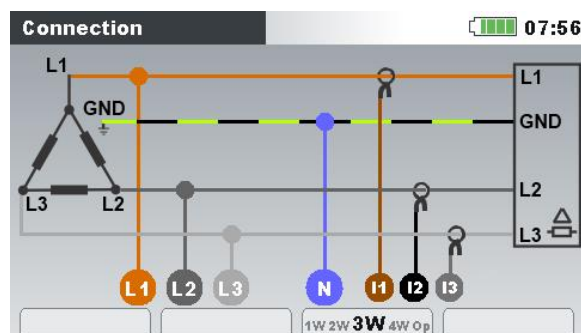 Connection 07:56
L1 L1
GND GND
L3 L2 L2
L3
L1 L2 L3 N I1 I2 I3
1W 2W 3W 4W Op